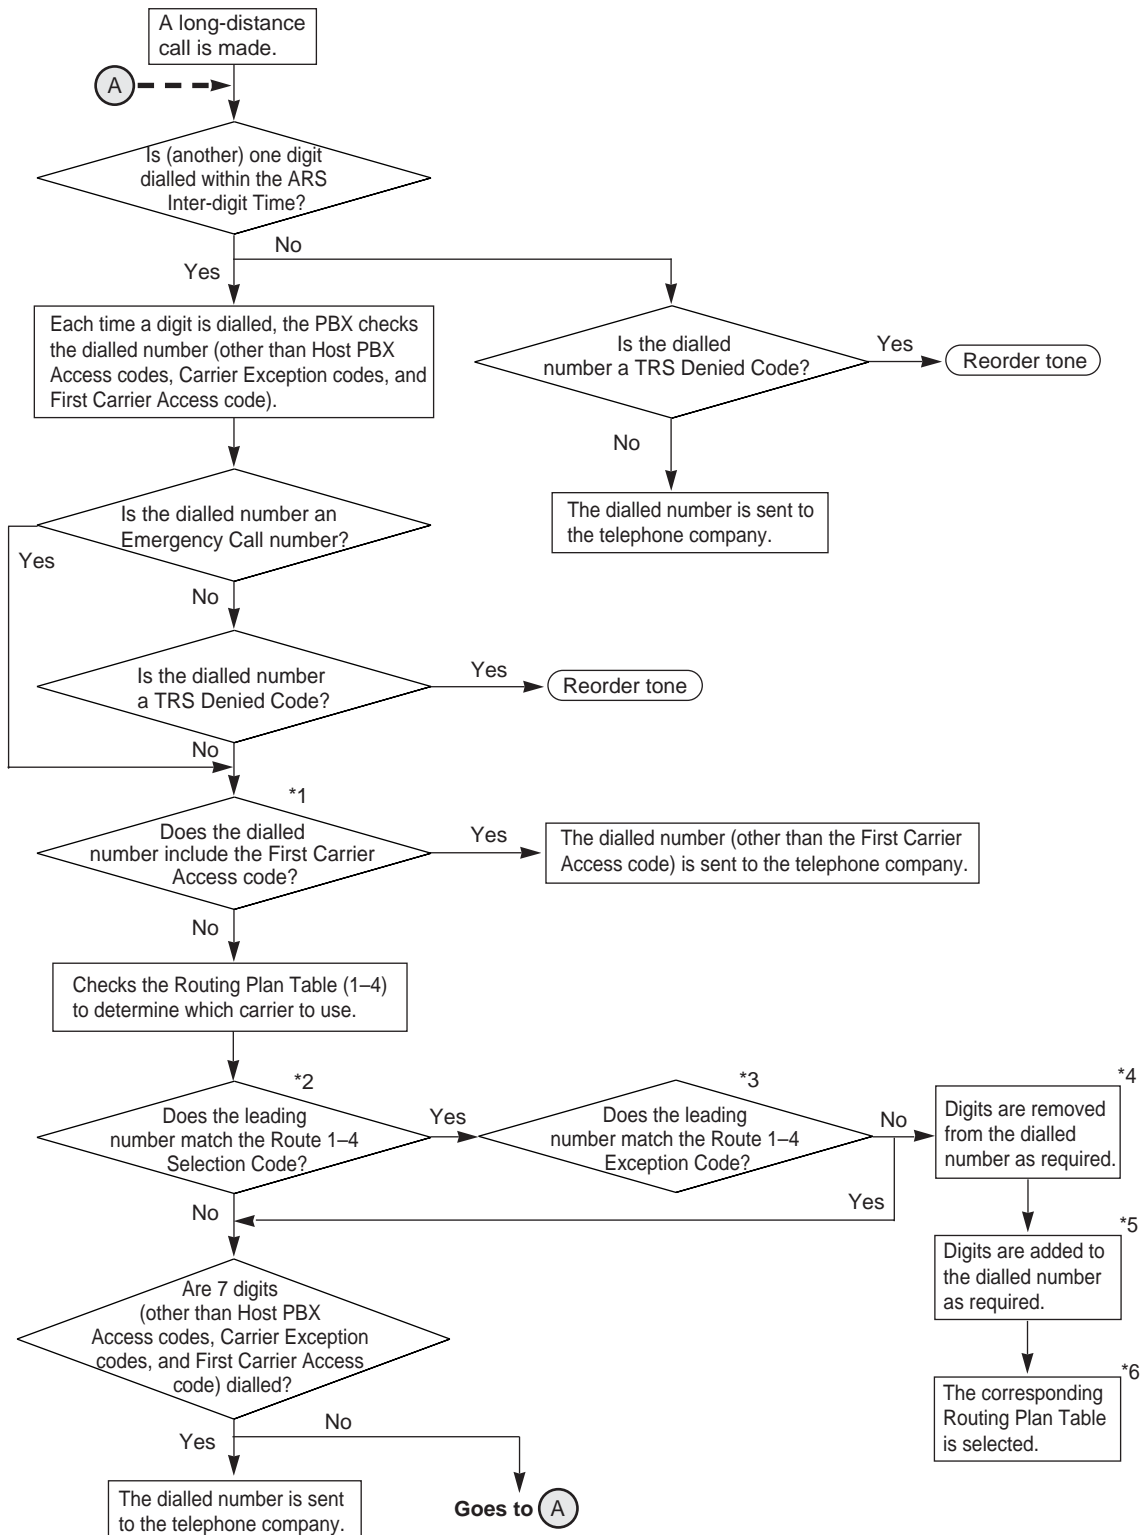 A long-distance
call is made.
A
Is (another) one digit
dialled within the ARS
Inter-digit Time?
No
Yes
Each time a digit is dialled, the PBX checks
the dialled number (other than Host PBX
Access codes, Carrier Exception codes, and
First Carrier Access code).
Is the dialled
number a TRS Denied Code?
Yes
Reorder tone
No
The dialled number is sent to
the telephone company.
Is the dialled number an
Emergency Call number?
Yes
No
Is the dialled number
a TRS Denied Code?
Yes
Reorder tone
No
*1
Does the dialled
number include the First Carrier
Access code?
Yes
The dialled number (other than the First Carrier
Access code) is sent to the telephone company.
No
Checks the Routing Plan Table (1–4)
to determine which carrier to use.
*2
Does the leading
number match the Route 1–4
Selection Code?
Yes
*3
Does the leading
number match the Route 1–4
Exception Code?
No
*4
Digits are removed
from the dialled
number as required.
Yes
No
*5
Digits are added to
the dialled number
as required.
Are 7 digits
(other than Host PBX
Access codes, Carrier Exception
codes, and First Carrier Access
code) dialled?
*6
The corresponding
Routing Plan Table
is selected.
No
Yes
The dialled number is sent
to the telephone company.
Goes to A